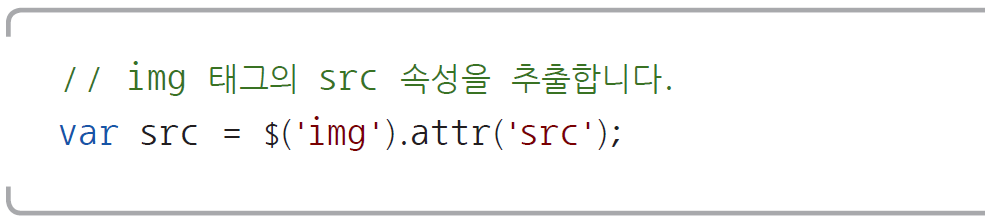 // img 태그의 src 속성을 추출합니다.
var src = $('img').attr('src');